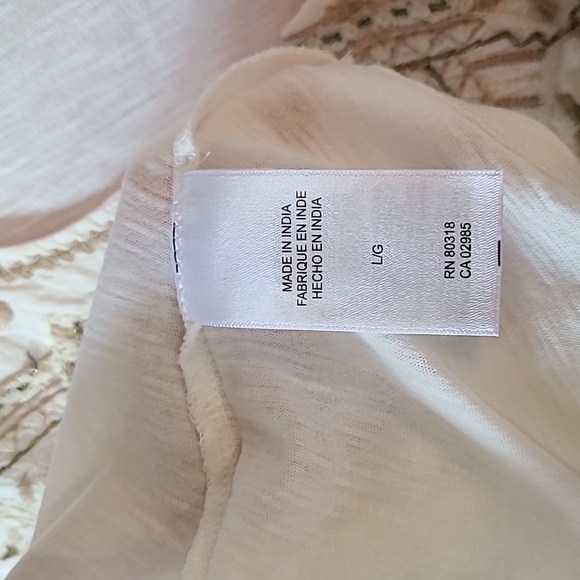 MADE IN INDIA
FABRIQUE EN INDE
HECHO EN INDIA
L/G
RN 80318
CA 02985